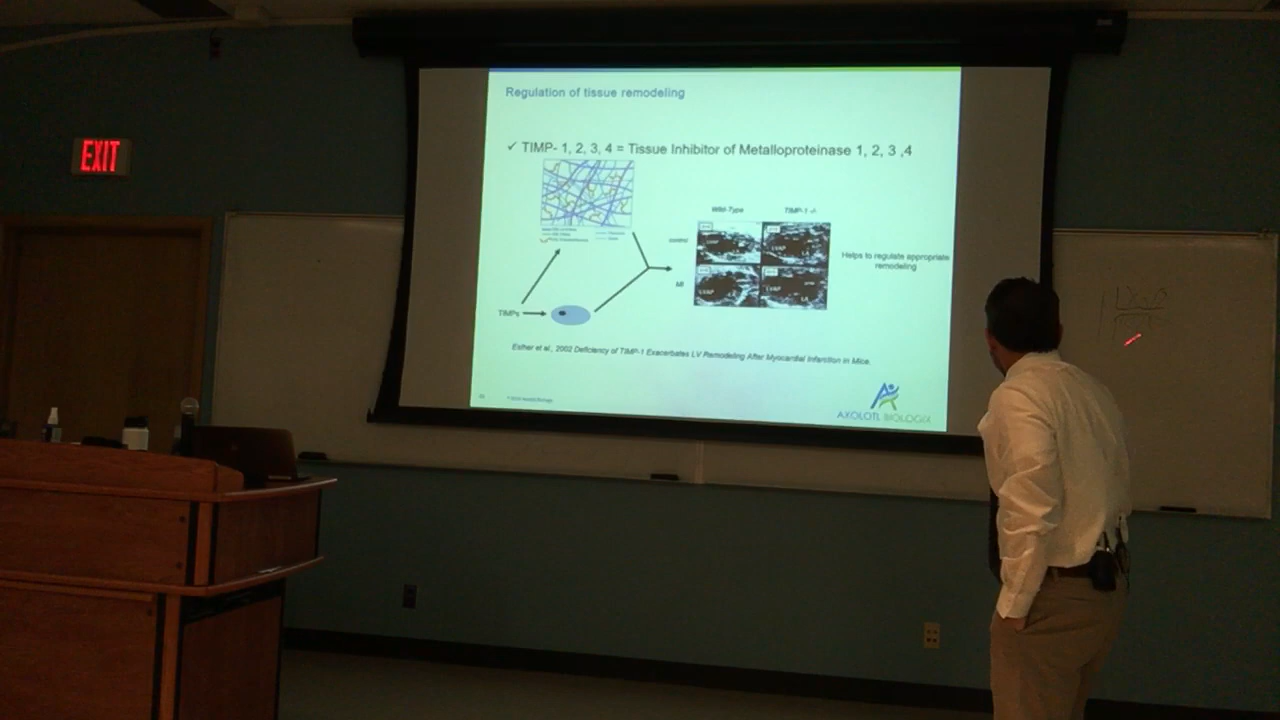 EXIT
Regulation of tissue remodeling
✓ TIMP- 1, 2, 3, 4 = Tissue Inhibitor of Metalloproteinase 1, 2, 3 ,4
Wild-Type TIMP-1 -/-
control
MI
Helps to regulate appropriate
remodeling
TIMPs
Esther et al., 2002 Deficiency of TIMP-1 Exacerbates LV Remodeling After Myocardial Infarction in Mice.
AXOLOTL BIOLOGIX